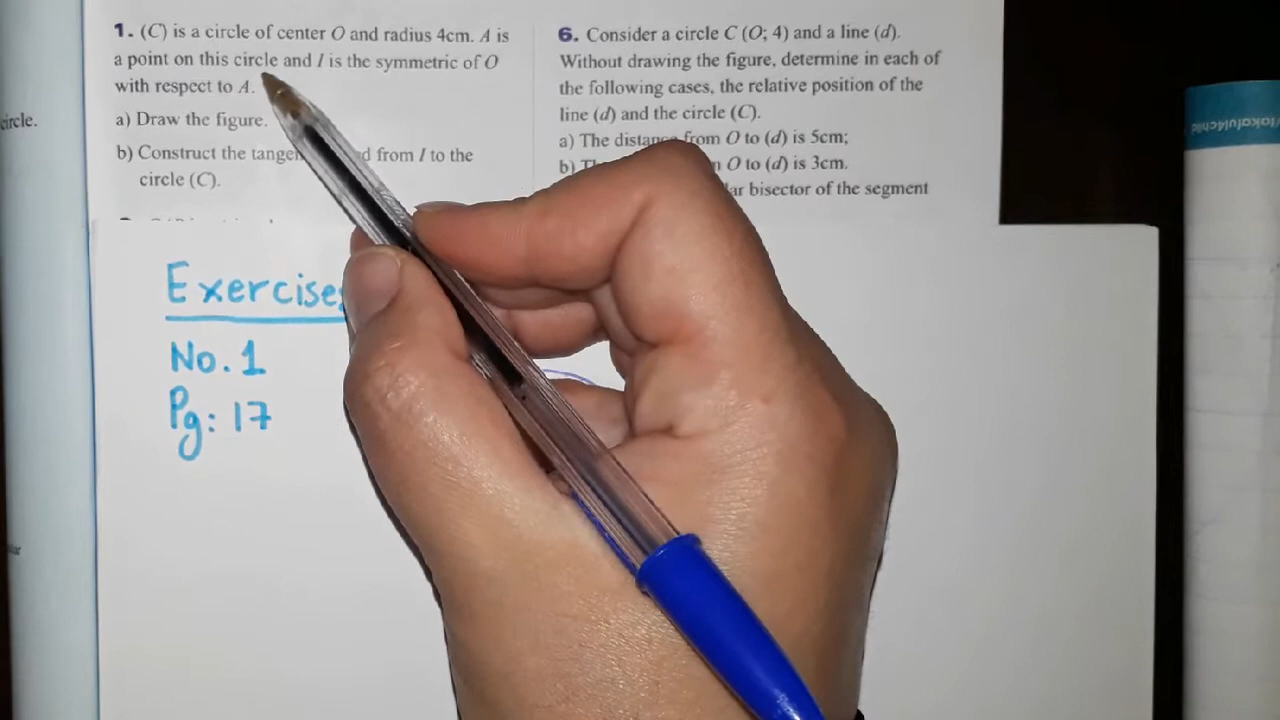 1. (C) is a circle of center O and radius 4cm. A is
a point on this circle and I is the symmetric of O
with respect to A.
a) Draw the figure.
b) Construct the from I to the
circle (C).
6. Consider a circle C (O; 4) and a line (d).
Without drawing the figure, determine in each of
the following cases, the relative position of the
line (d) and the circle (C).
a) The distance from O to (d) is 5cm;
b) O to (d) is 3cm.
bisector of the segment
circle.
Exercise
No. 1
Pg: 17